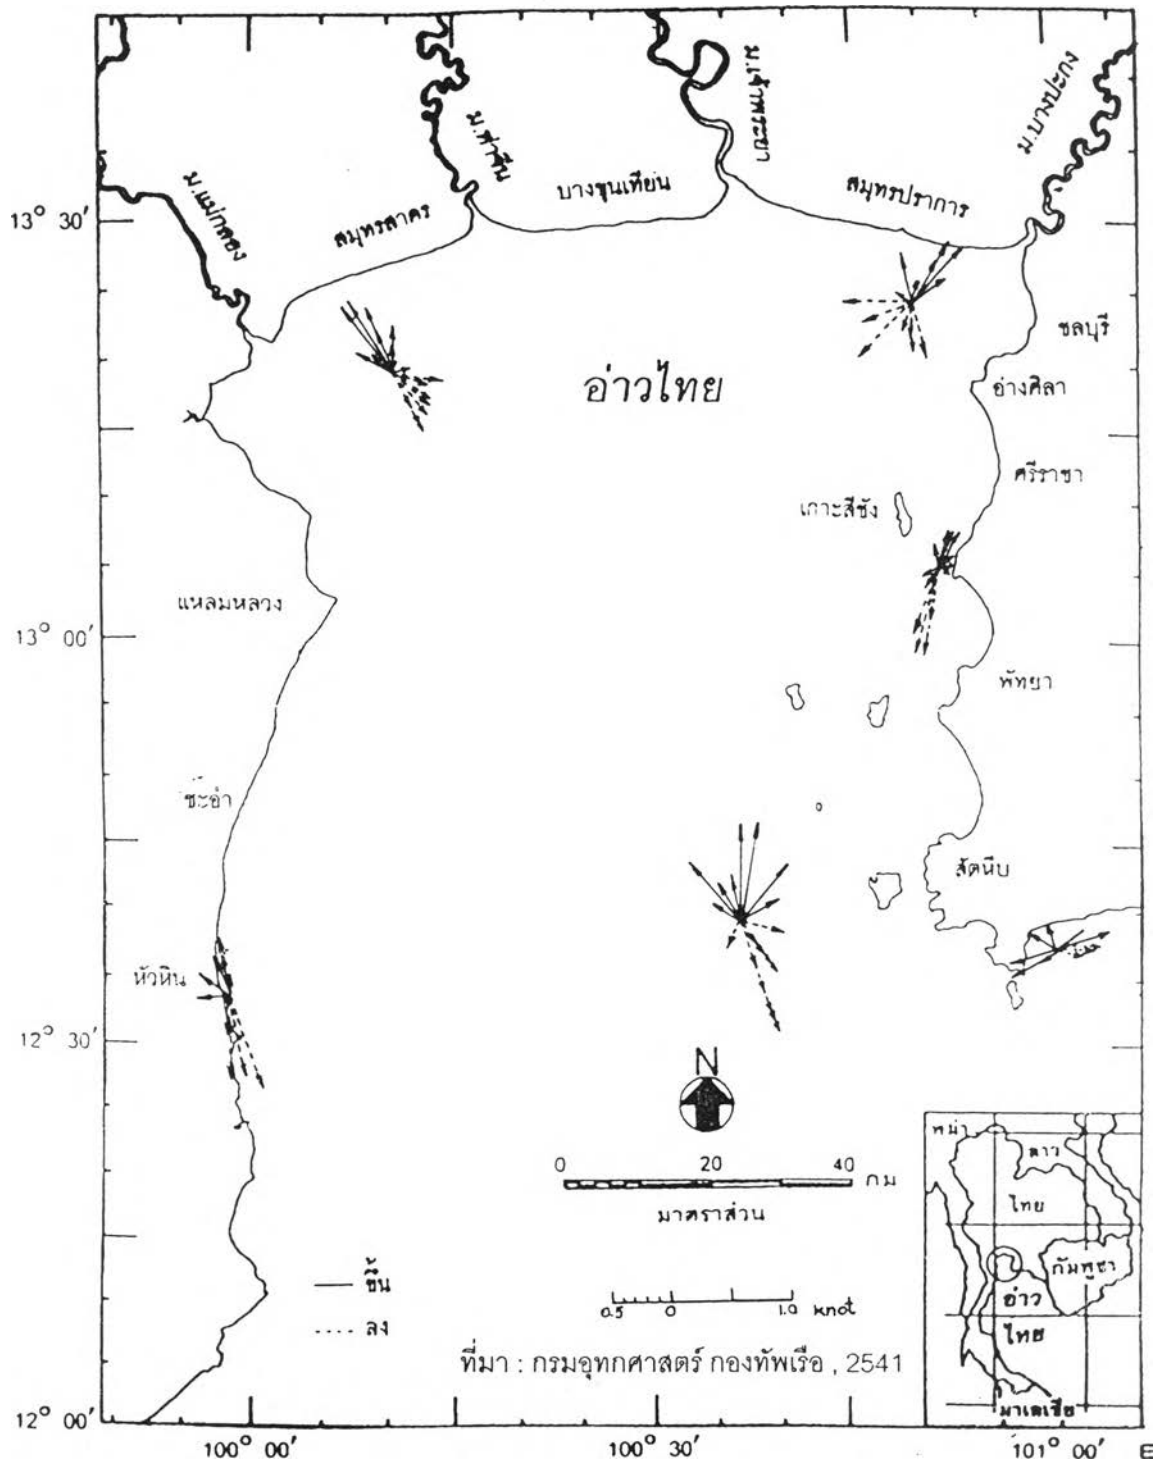 ม.แม่กลอง
ม.ท่าจีน
ม.เจ้าพระยา
ม.บางปะกง
13° 30'
สมุทรสาคร
บางขุนเทียน
สมุทรปราการ
ชลบุรี
อ่าวไทย
อ่างศิลา
ศรีราชา
เกาะสีชัง
แหลมหลวง
13° 00'
พัทยา
ชะอำ
สัตหีบ
หัวหิน
12° 30'
N
0 20 40 กม
มาตราส่วน
พม่า
ลาว
ไทย
กัมพูชา
อ่าว
ไทย
มาเลเซีย
ขึ้น
ลง
0.5 0 1.0 knot
ที่มา : กรมอุทกศาสตร์ กองทัพเรือ , 2541
12° 00'
100° 00' 100° 30' 101° 00' E